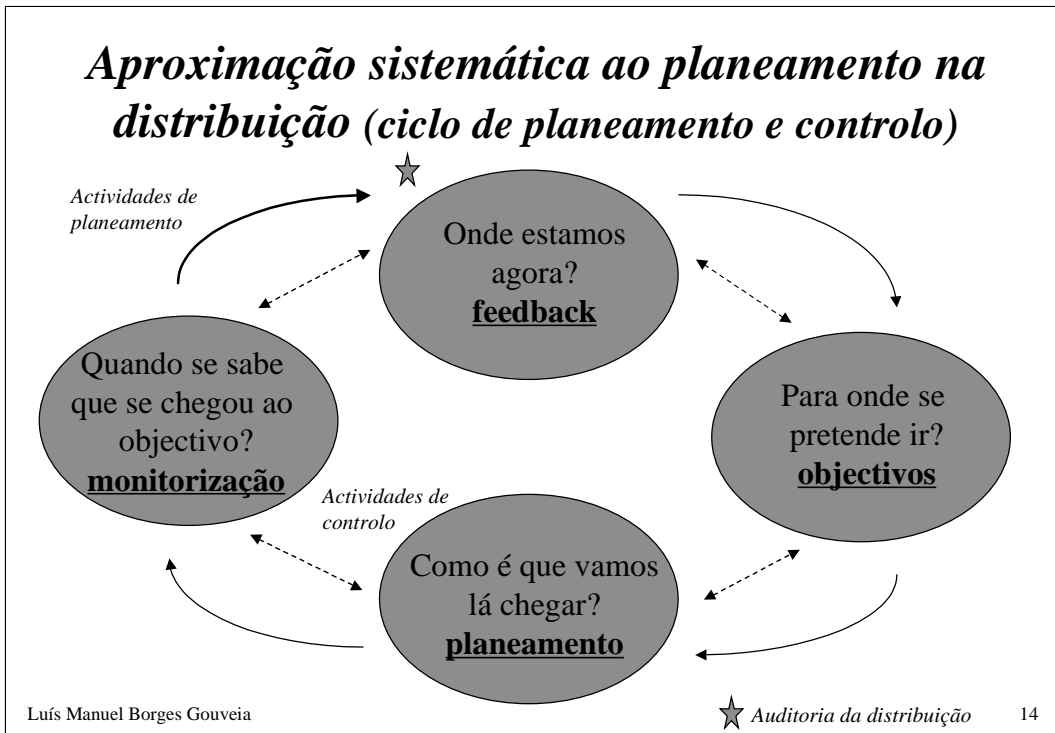 Aproximação sistemática ao planeamento na
distribuição (ciclo de planeamento e controlo)
Actividades de
planeamento
Onde estamos
agora?
feedback
Quando se sabe
que se chegou ao
objectivo?
monitorização
Para onde se
pretende ir?
objectivos
Actividades de
controlo
Como é que vamos
lá chegar?
planeamento
Luís Manuel Borges Gouveia
Auditoria da distribuição
14